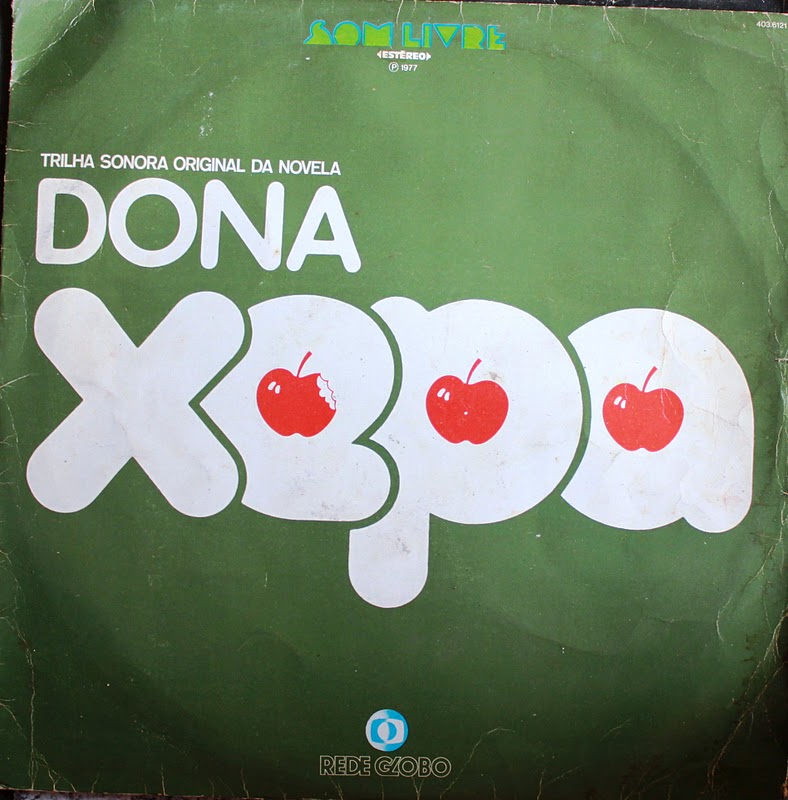 SOM LIVRE
403.6121
ESTÉREO
℗ 1977
TRILHA SONORA ORIGINAL DA NOVELA
DONA
xepa
REDE GLOBO